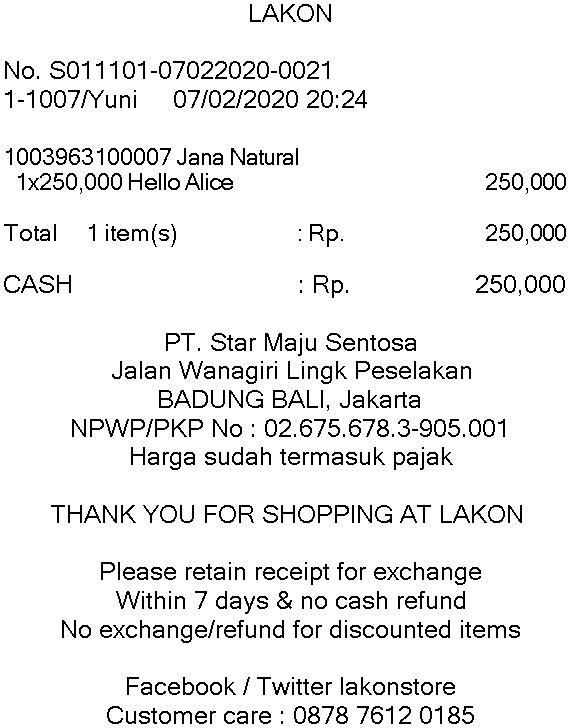 LAKON
No. S011101-07022020-0021
1-1007/Yuni 07/02/2020 20:24
1003963100007 Jana Natural
1x250,000 Hello Alice 250,000
Total 1 item(s) : Rp. 250,000
CASH : Rp. 250,000
PT. Star Maju Sentosa
Jalan Wanagiri Lingk Peselakan
BADUNG BALI, Jakarta
NPWP/PKP No : 02.675.678.3-905.001
Harga sudah termasuk pajak
THANK YOU FOR SHOPPING AT LAKON
Please retain receipt for exchange
Within 7 days & no cash refund
No exchange/refund for discounted items
Facebook / Twitter lakonstore
Customer care : 0878 7612 0185